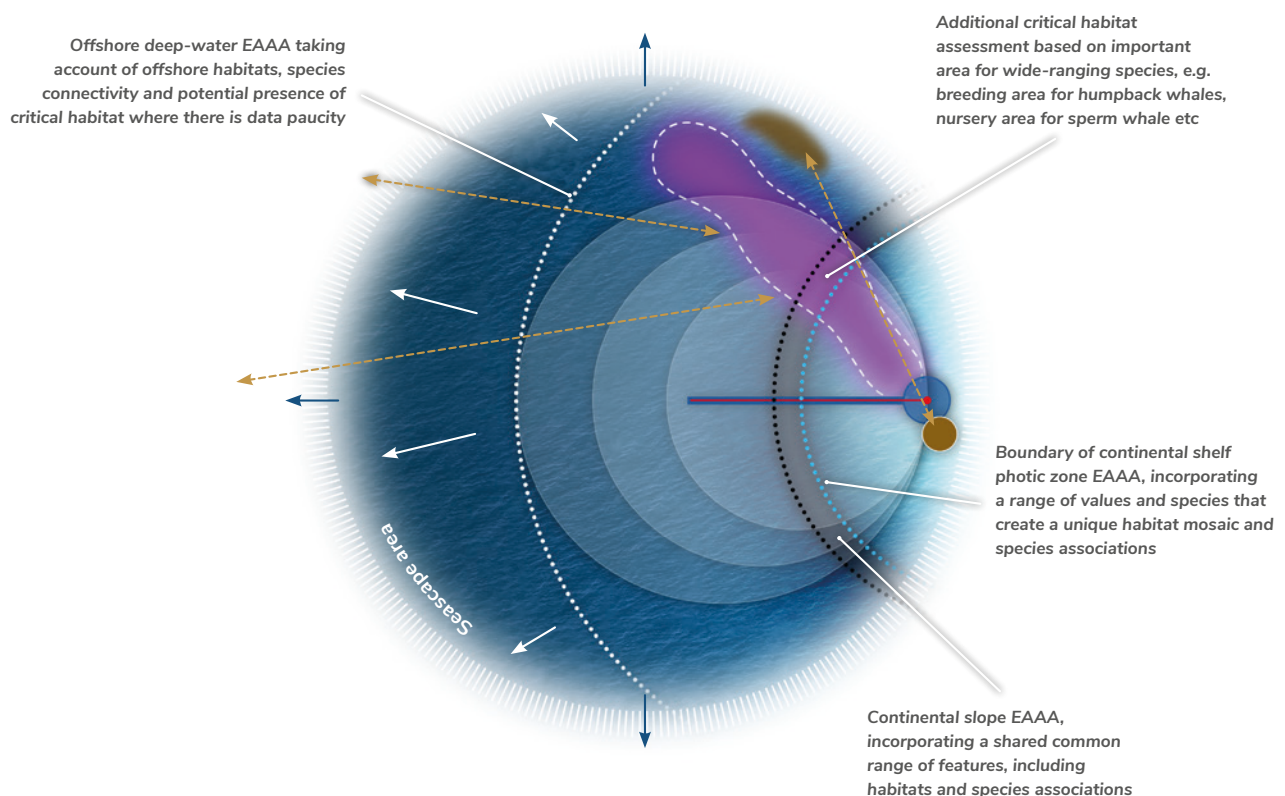 Offshore deep-water EAAA taking
account of offshore habitats, species
connectivity and potential presence of
critical habitat where there is data paucity
Additional critical habitat
assessment based on important
area for wide-ranging species, e.g.
breeding area for humpback whales,
nursery area for sperm whale etc
Boundary of continental shelf
photic zone EAAA, incorporating
a range of values and species that
create a unique habitat mosaic and
species associations
Seascape area
Continental slope EAAA,
incorporating a shared common
range of features, including
habitats and species associations